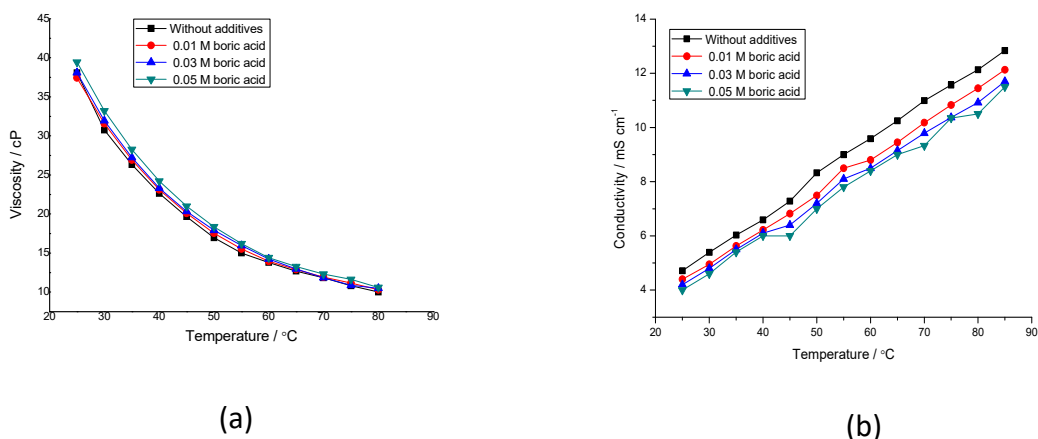 45
40
35
30
25
20
15
10
20
30
40
50
60
70
80
90
Viscosity / cP
Temperature / °C
Without additives
0.01 M boric acid
0.03 M boric acid
0.05 M boric acid
(a)
14
12
10
8
6
4
20
30
40
50
60
70
80
90
Conductivity / mS cm⁻¹
Temperature / °C
Without additives
0.01 M boric acid
0.03 M boric acid
0.05 M boric acid
(b)